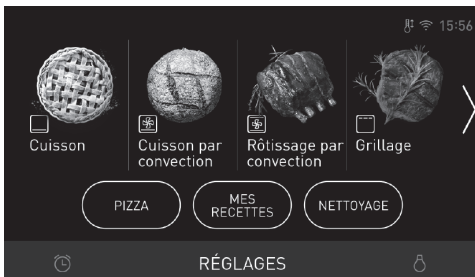 15:56
Cuisson
Cuisson par
convection
Rôtissage par
convection
Grillage
PIZZA
MES
RECETTES
NETTOYAGE
RÉGLAGES